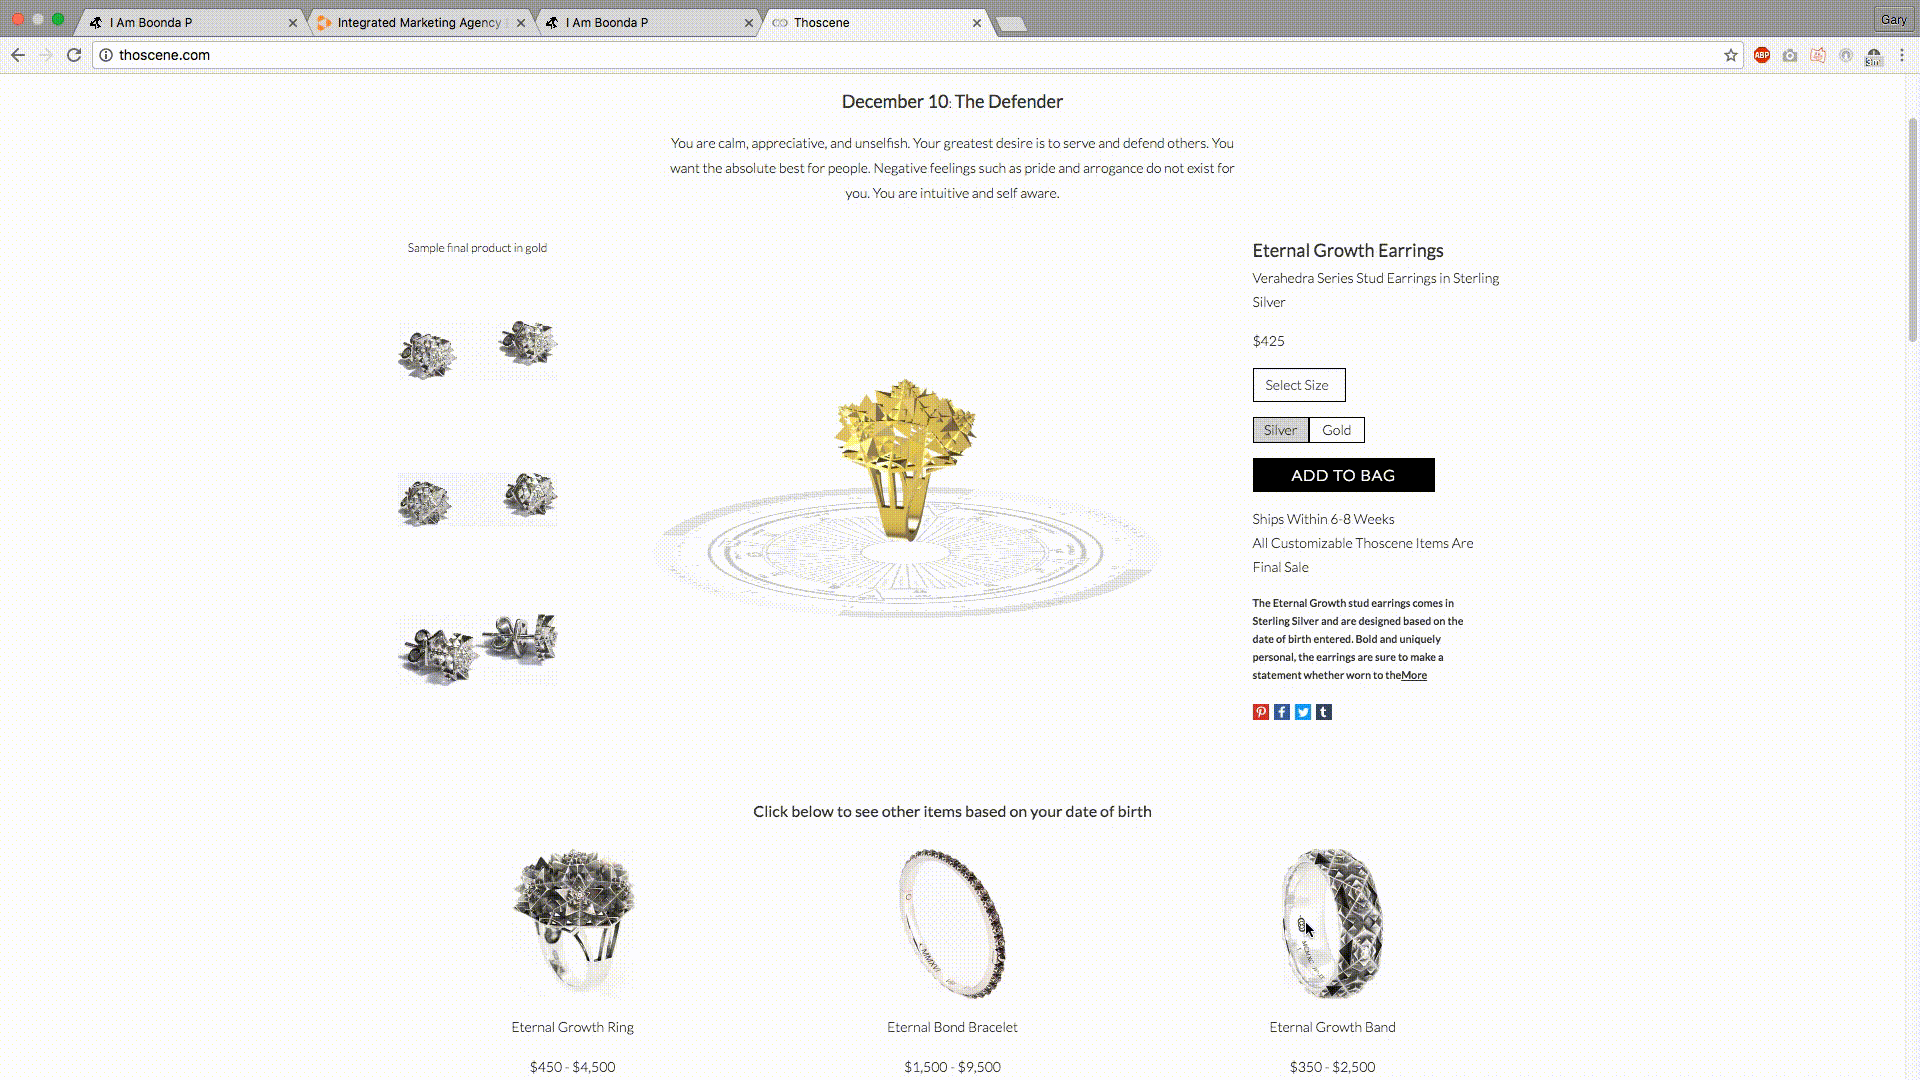 I Am Boonda P
Integrated Marketing Agency
I Am Boonda P
Thoscene
Gary
thoscene.com
ABP
December 10: The Defender
You are calm, appreciative, and unselfish. Your greatest desire is to serve and defend others. You
want the absolute best for people. Negative feelings such as pride and arrogance do not exist for
you. You are intuitive and self aware.
Sample final product in gold
Eternal Growth Earrings
Verahedra Series Stud Earrings in Sterling
Silver
$425
Select Size
Silver
Gold
ADD TO BAG
Ships Within 6-8 Weeks
All Customizable Thoscene Items Are
Final Sale
The Eternal Growth stud earrings comes in
Sterling Silver and are designed based on the
date of birth entered. Bold and uniquely
personal, the earrings are sure to make a
statement whether worn to theMore
Click below to see other items based on your date of birth
Eternal Growth Ring
Eternal Bond Bracelet
Eternal Growth Band
$450 - $4,500
$1,500 - $9,500
$350 - $2,500